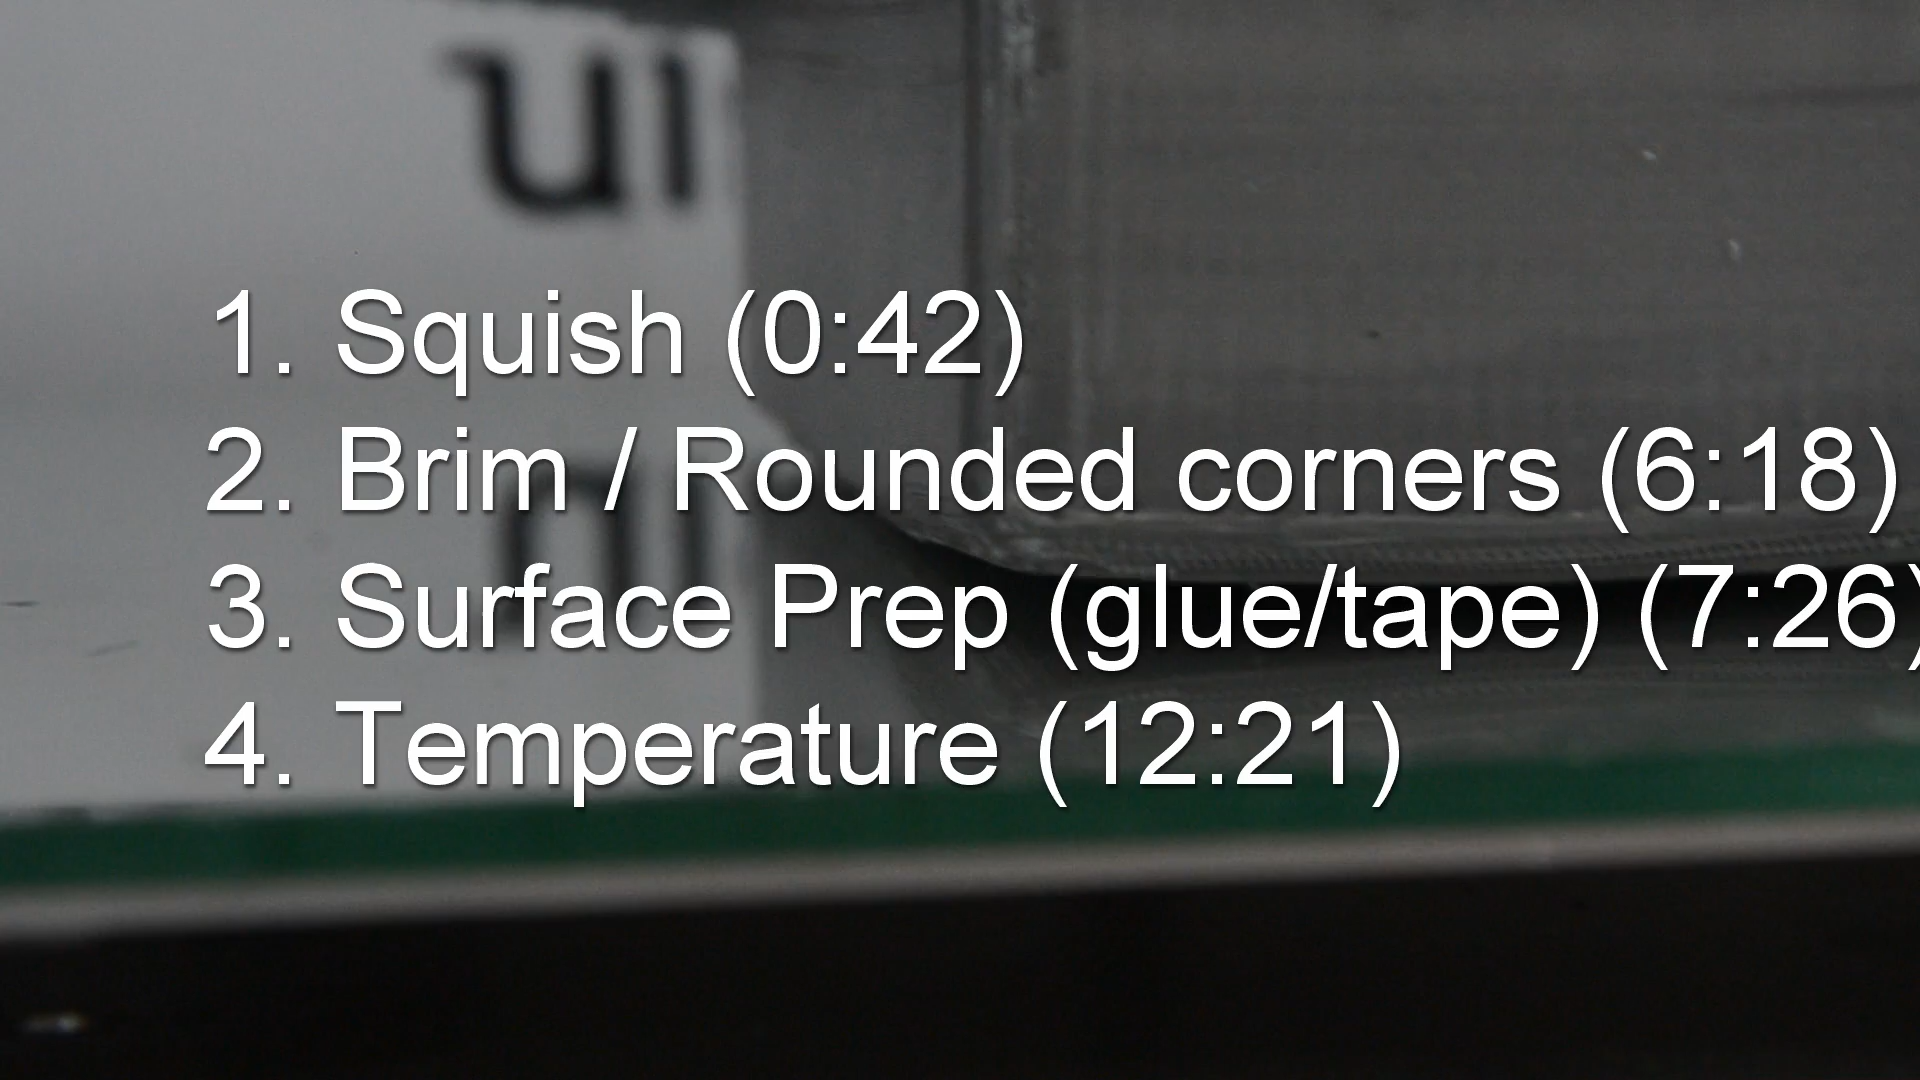 1. Squish (0:42)
2. Brim / Rounded corners (6:18)
3. Surface Prep (glue/tape) (7:26)
4. Temperature (12:21)